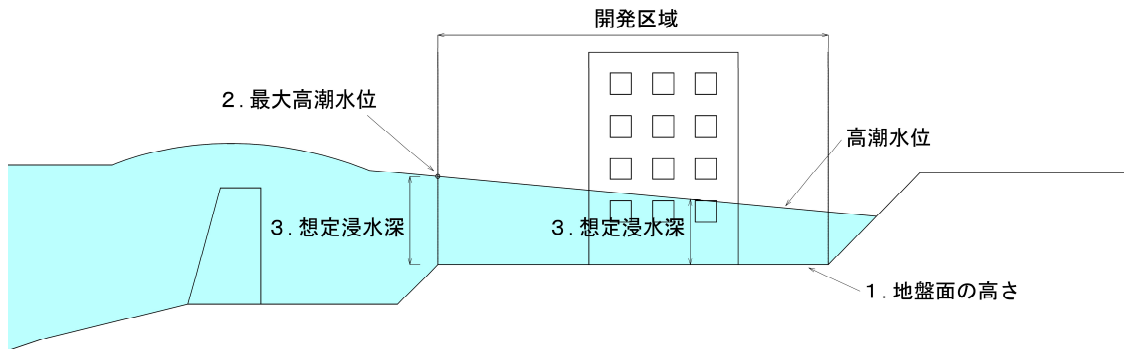 開発区域
２.最大高潮水位
高潮水位
３.想定浸水深
３.想定浸水深
１.地盤面の高さ